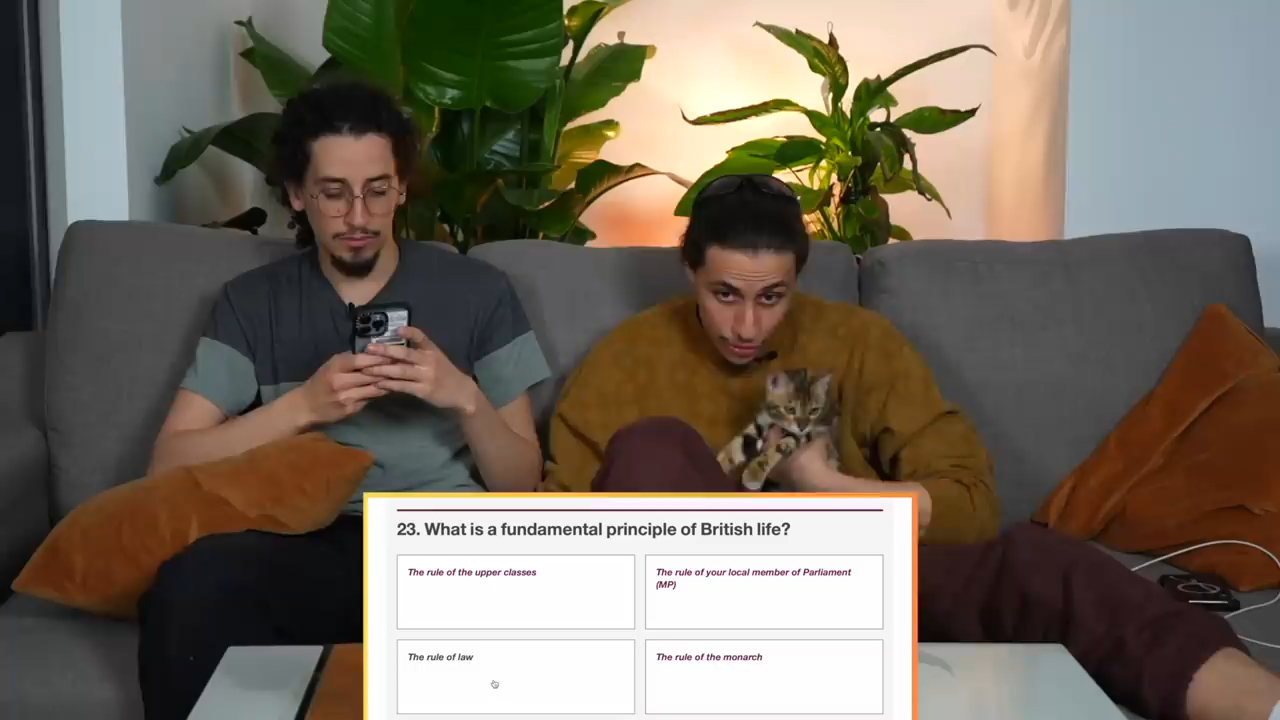 23. What is a fundamental principle of British life?
The rule of the upper classes
The rule of your local member of Parliament
(MP)
The rule of law
The rule of the monarch